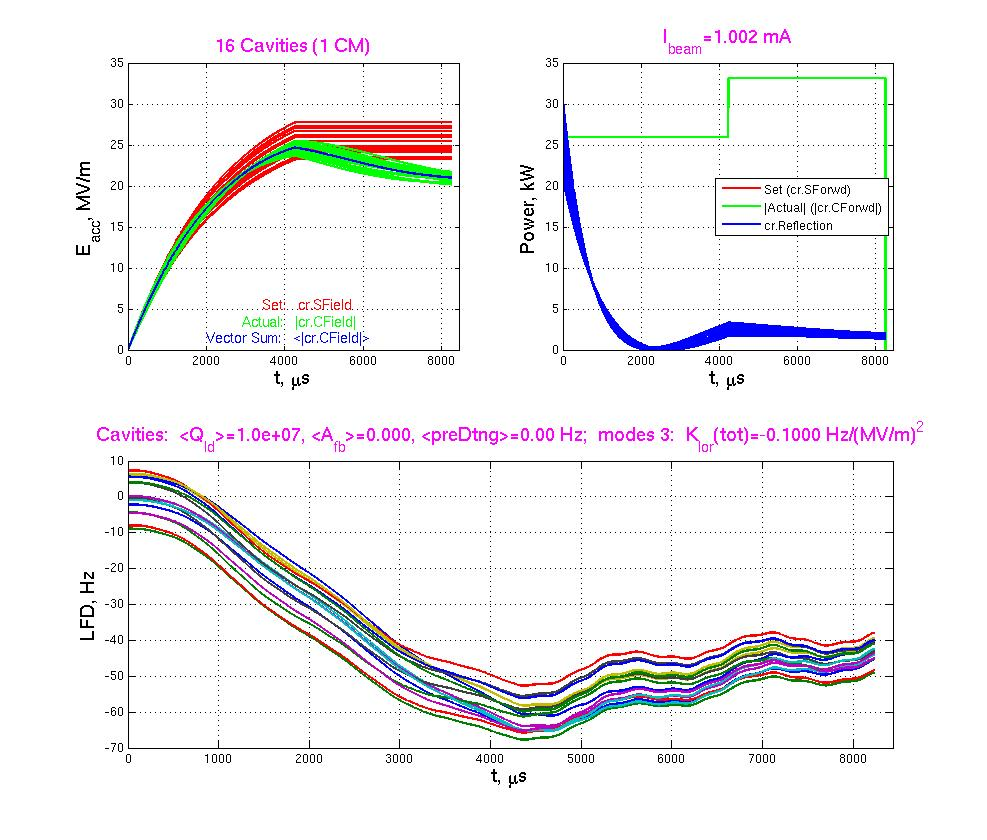 16 Cavities (1 CM)
35
30
25
20
15
10
5
0
E_acc, MV/m
Set: cr.SField
Actual: |cr.CField|
Vector Sum: <|cr.CField|>
0 2000 4000 6000 8000
t, μs
I_beam=1.002 mA
35
30
25
20
15
10
5
0
Power, kW
Set (cr.SForwd)
|Actual| (|cr.CForwd|)
cr.Reflection
0 2000 4000 6000 8000
t, μs
Cavities: <Q_ld>=1.0e+07, <A_fb>=0.000, <preDtng>=0.00 Hz; modes 3: K_lor(tot)=-0.1000 Hz/(MV/m)^2
10
0
-10
-20
-30
-40
-50
-60
-70
LFD, Hz
0 1000 2000 3000 4000 5000 6000 7000 8000
t, μs